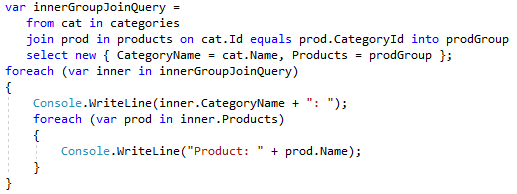 var innerGroupJoinQuery =
   from cat in categories
   join prod in products on cat.Id equals prod.CategoryId into prodGroup
   select new { CategoryName = cat.Name, Products = prodGroup };
foreach (var inner in innerGroupJoinQuery)
{
    Console.WriteLine(inner.CategoryName + ": ");
    foreach (var prod in inner.Products)
    {
        Console.WriteLine("Product: " + prod.Name);
    }
}